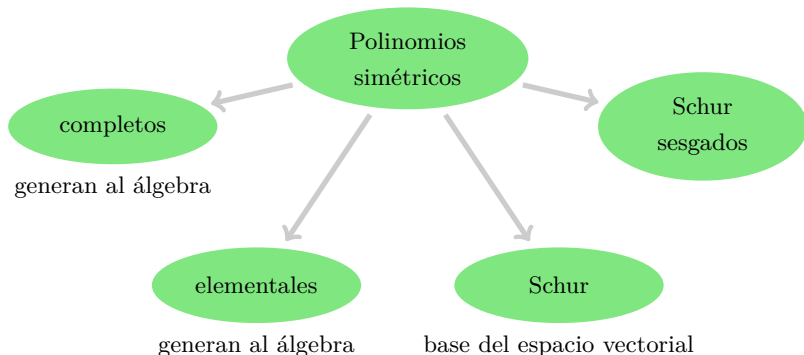 Polinomios
simétricos
completos
generan al álgebra
Schur
sesgados
elementales
generan al álgebra
Schur
base del espacio vectorial